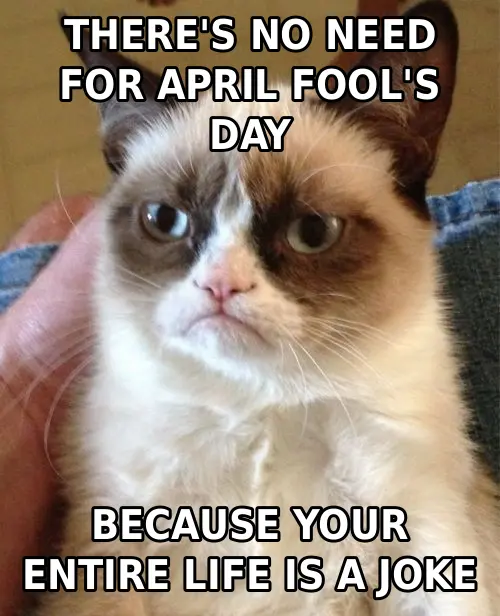 THERE'S NO NEED
FOR APRIL FOOL'S
DAY
BECAUSE YOUR
ENTIRE LIFE IS A JOKE